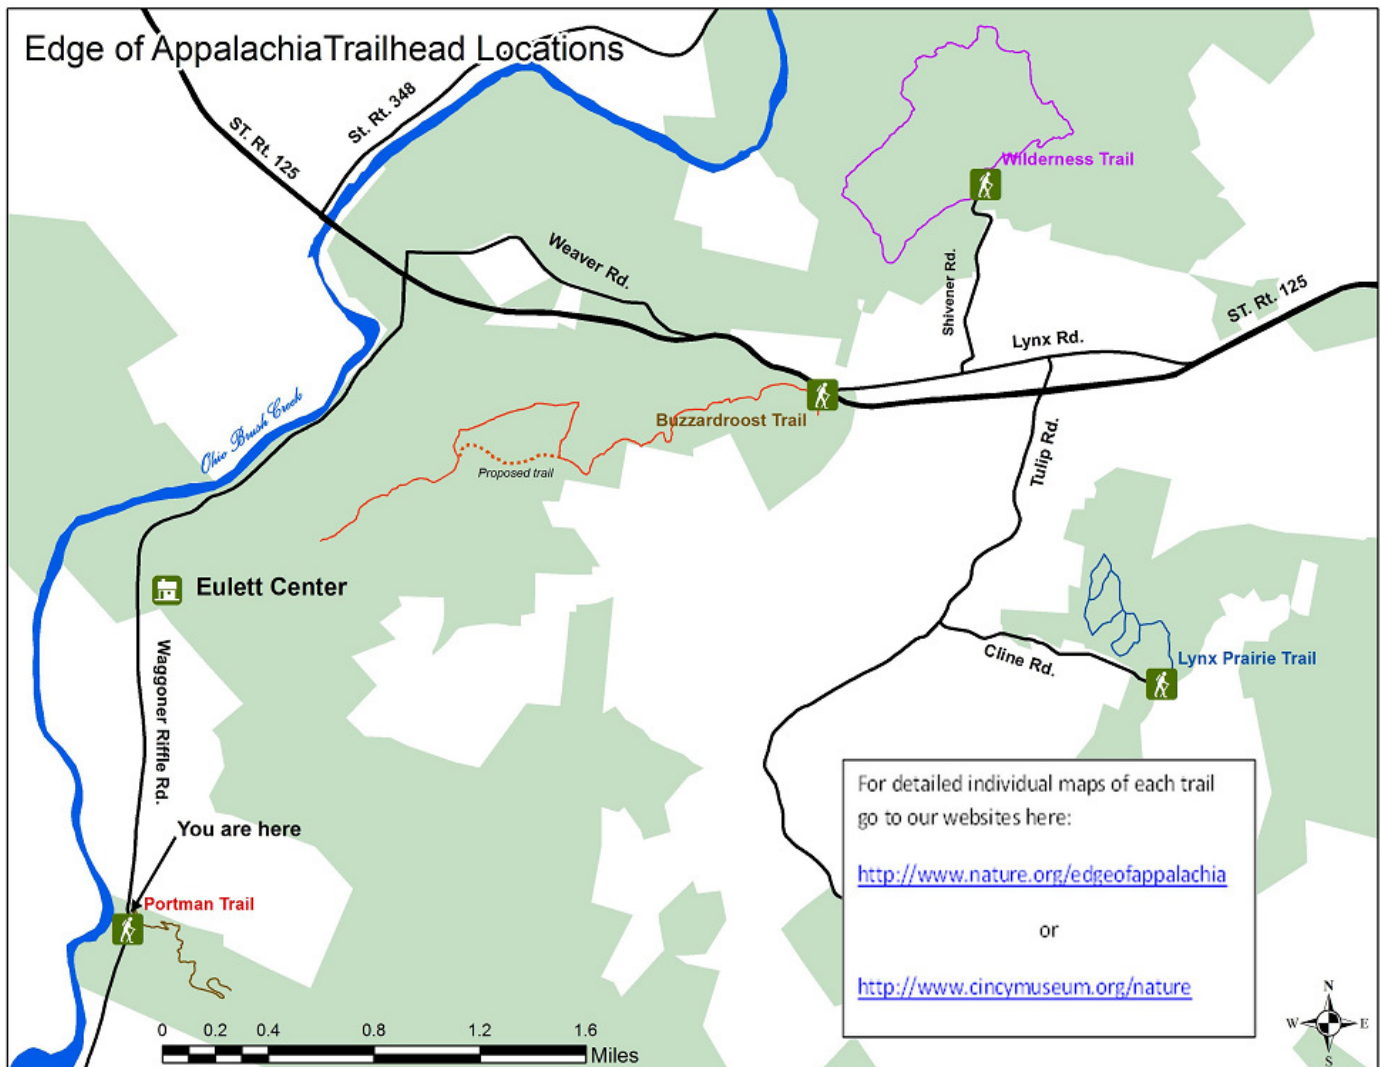 Edge of AppalachiaTrailhead Locations
St. Rt. 348
ST. Rt. 125
Wilderness Trail
Weaver Rd.
Shivener Rd.
ST. Rt. 125
Lynx Rd.
Ohio Brush Creek
Buzzardroost Trail
Tulip Rd.
Proposed trail
Eulett Center
Waggoner Riffle Rd.
Cline Rd.
Lynx Prairie Trail
You are here
Portman Trail
For detailed individual maps of each trail
go to our websites here:
http://www.nature.org/edgeofappalachia
or
http://www.cincymuseum.org/nature
0 0.2 0.4 0.8 1.2 1.6
Miles
N
W E
S